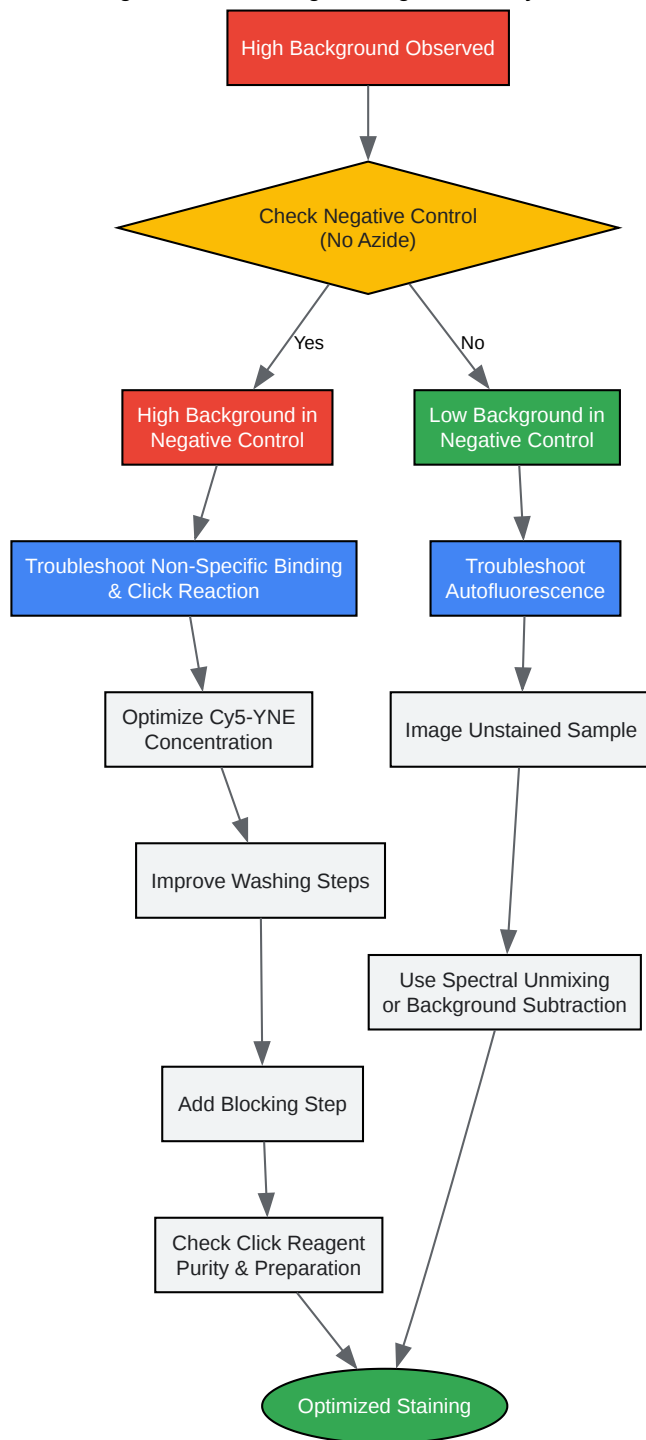 High Background Observed
Check Negative Control
(No Azide)
Yes
No
High Background in
Negative Control
Low Background in
Negative Control
Troubleshoot Non-Specific Binding
& Click Reaction
Troubleshoot
Autofluorescence
Optimize Cy5-YNE
Concentration
Image Unstained Sample
Improve Washing Steps
Use Spectral Unmixing
or Background Subtraction
Add Blocking Step
Check Click Reagent
Purity & Preparation
Optimized Staining